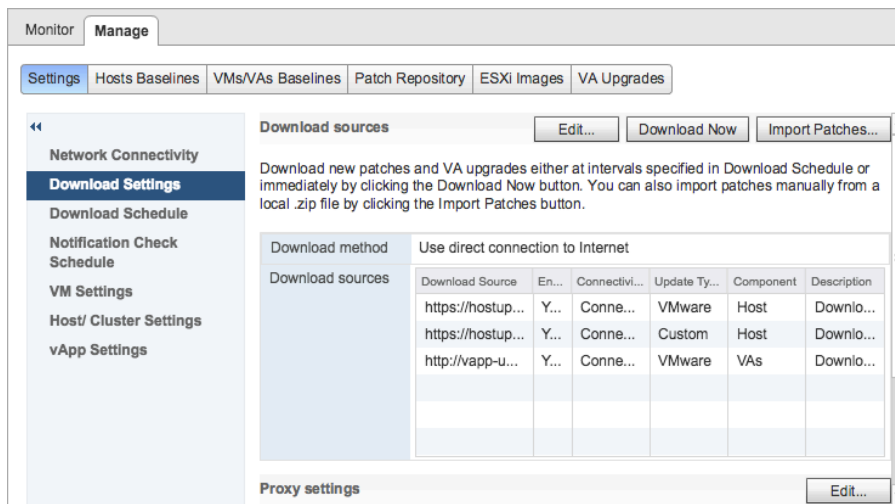 Monitor Manage
Settings Hosts Baselines VMs/VAs Baselines Patch Repository ESXi Images VA Upgrades
Network Connectivity
Download Settings
Download Schedule
Notification Check
Schedule
VM Settings
Host/ Cluster Settings
vApp Settings
Download sources Edit... Download Now Import Patches...
Download new patches and VA upgrades either at intervals specified in Download Schedule or
immediately by clicking the Download Now button. You can also import patches manually from a
local .zip file by clicking the Import Patches button.
Download method Use direct connection to Internet
Download sources
Download Source En... Connectivi... Update Ty... Component Description
https://hostup... Y... Conne... VMware Host Downlo...
https://hostup... Y... Conne... Custom Host Downlo...
http://vapp-u... Y... Conne... VMware VAs Downlo...
Proxy settings Edit...